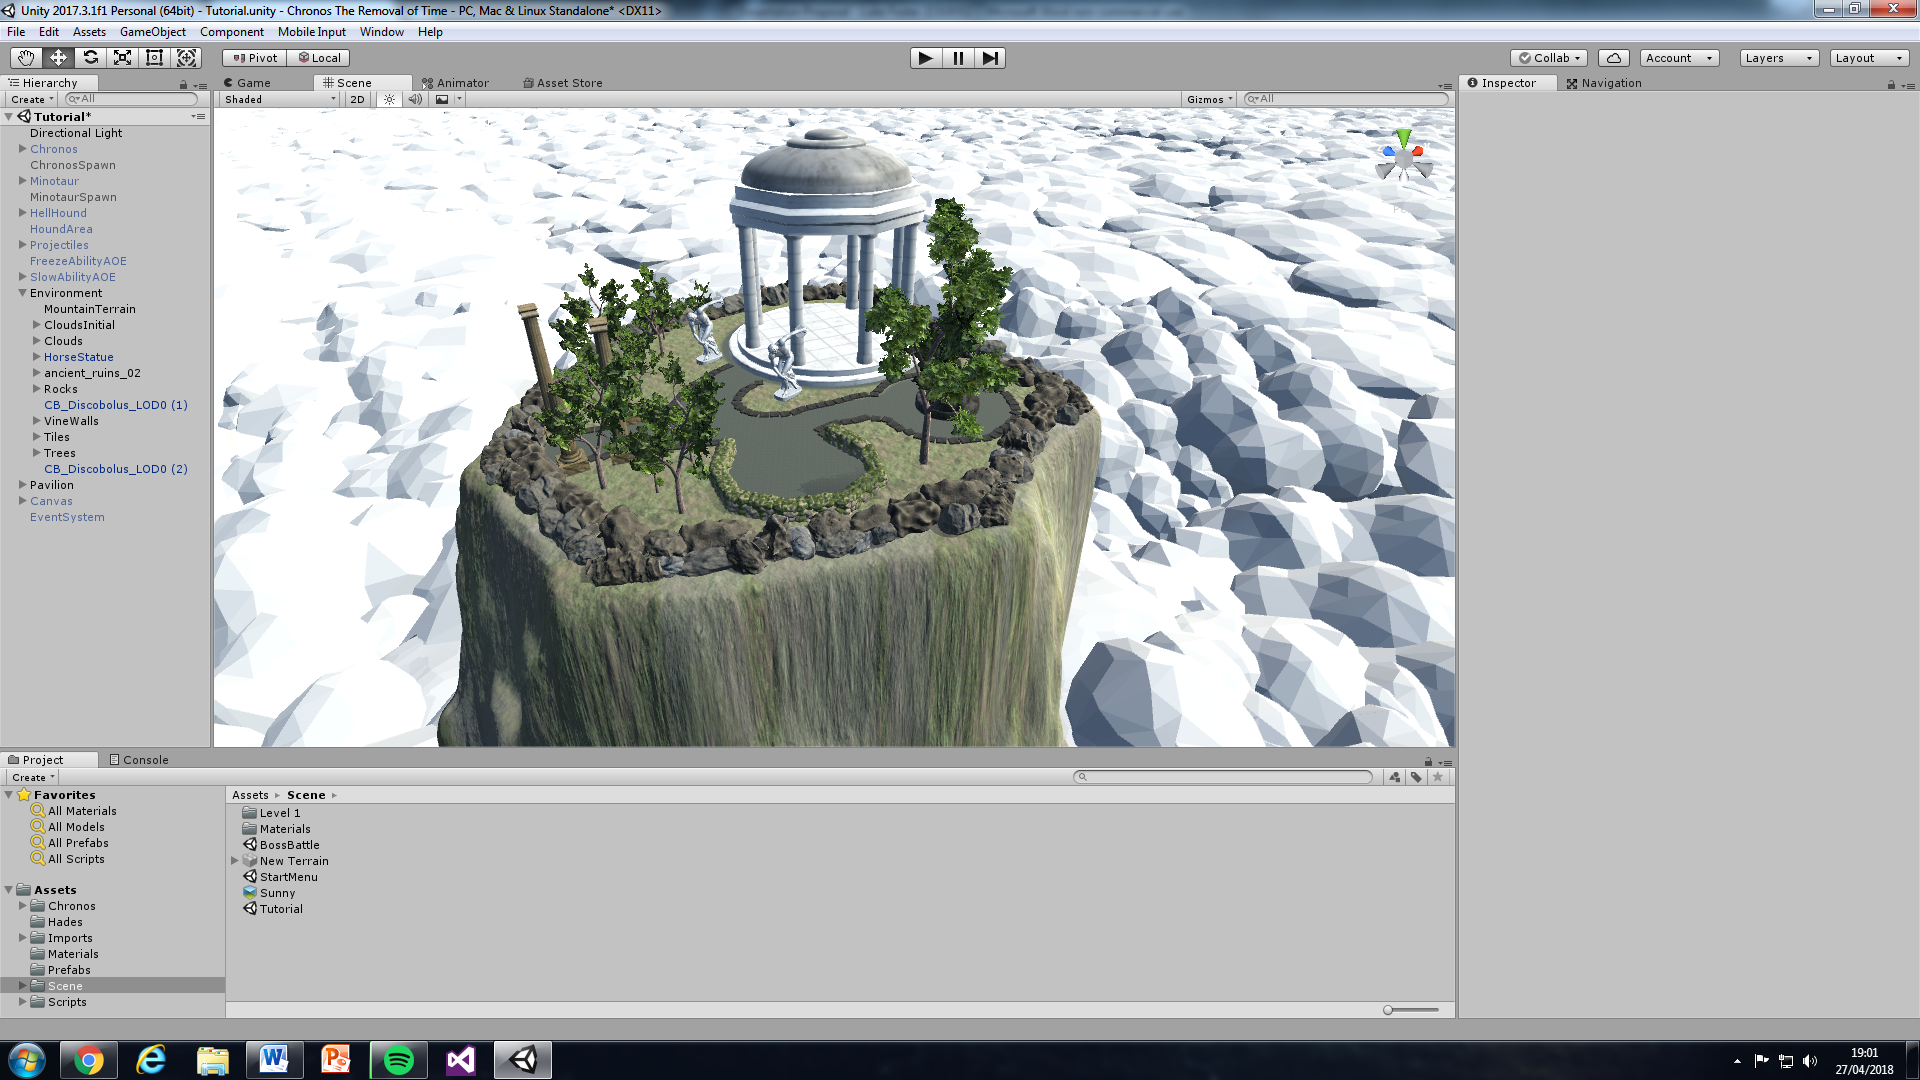 Unity 2017.3.1f1 Personal (64bit) - Tutorial.unity - Chronos The Removal of Time - PC, Mac & Linux Standalone* <DX11>
File Edit Assets GameObject Component Mobile Input Window Help
Pivot Local Collab Account Layers Layout
Hierarchy Game Scene Animator Asset Store Inspector Navigation
Create All Shaded 2D Gizmos All
Tutorial*
Directional Light
Chronos
ChronosSpawn
Minotaur
MinotaurSpawn
HellHound
HoundArea
Projectiles
FreezeAbilityAOE
SlowAbilityAOE
Environment
MountainTerrain
CloudsInitial
Clouds
HorseStatue
ancient_ruins_02
Rocks
CB_Discobolus_LOD0 (1)
VineWalls
Tiles
Trees
CB_Discobolus_LOD0 (2)
Pavilion
Canvas
EventSystem
Project Console
Create
Favorites
All Materials
All Models
All Prefabs
All Scripts
Assets
Chronos
Hades
Imports
Materials
Prefabs
Scene
Scripts
Assets Scene
Level 1
Materials
BossBattle
New Terrain
StartMenu
Sunny
Tutorial
19:01
27/04/2018